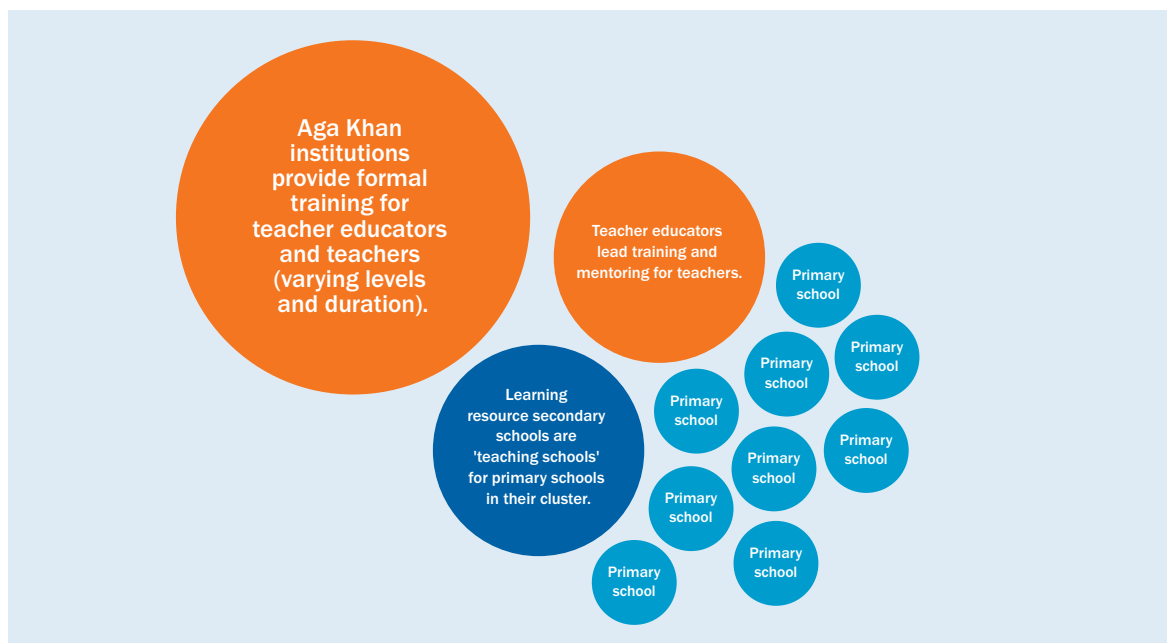 Aga Khan
institutions
provide formal
training for
teacher educators
and teachers
(varying levels
and duration).
Teacher educators
lead training and
mentoring for teachers.
Learning
resource secondary
schools are
'teaching schools'
for primary schools
in their cluster.
Primary
school
Primary
school
Primary
school
Primary
school
Primary
school
Primary
school
Primary
school
Primary
school
Primary
school